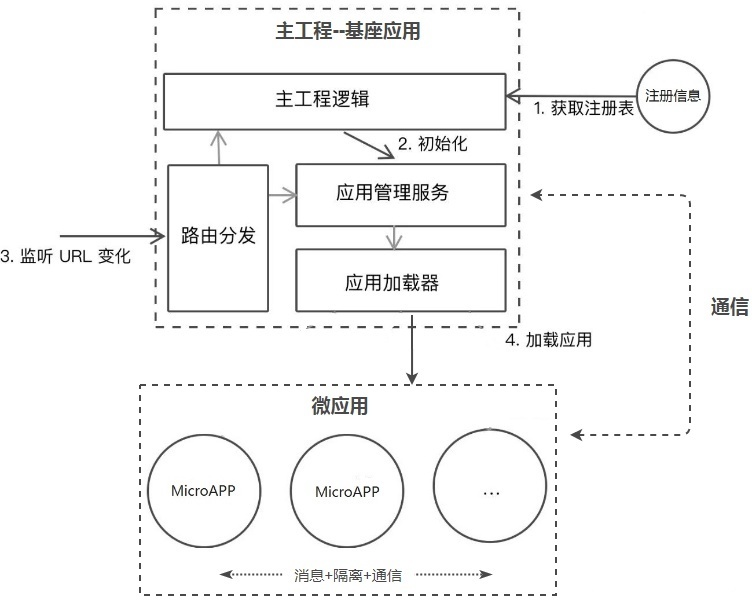 主工程--基座应用
主工程逻辑
注册信息
1. 获取注册表
2. 初始化
应用管理服务
路由分发
3. 监听 URL 变化
应用加载器
通信
4. 加载应用
微应用
MicroAPP
MicroAPP
...
消息+隔离+通信